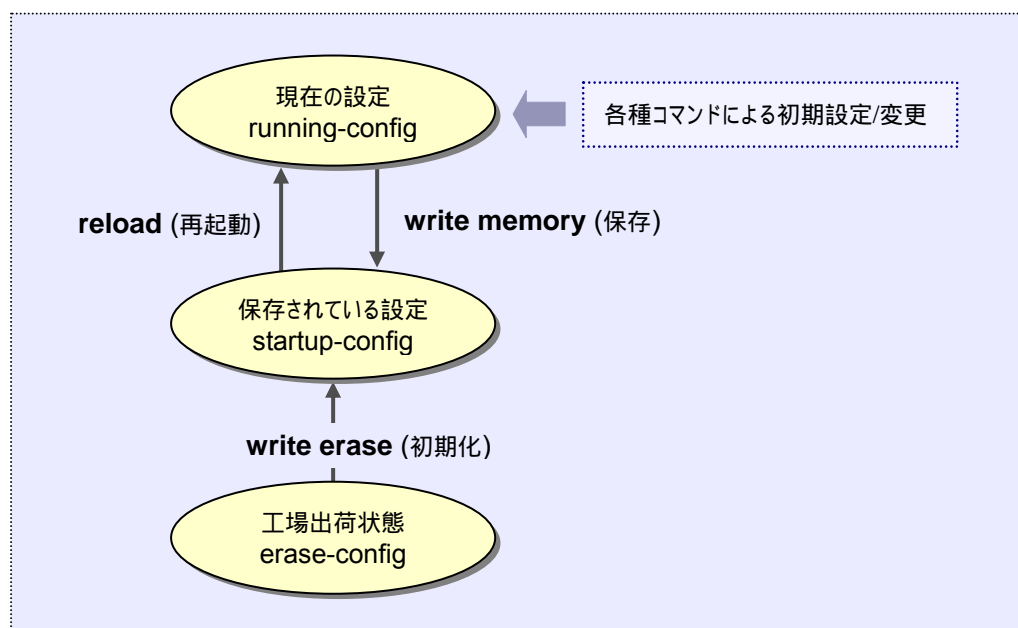 現在の設定
running-config
各種コマンドによる初期設定/変更
reload (再起動)
write memory (保存)
保存されている設定
startup-config
write erase (初期化)
工場出荷状態
erase-config